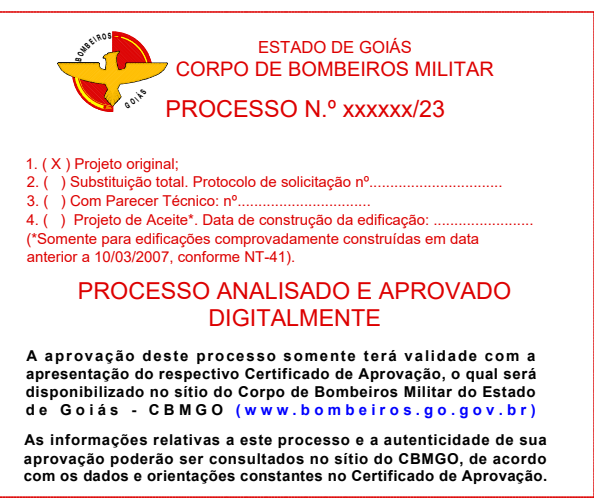 BOMBEIROS
GOIÁS
ESTADO DE GOIÁS
CORPO DE BOMBEIROS MILITAR
PROCESSO N.º xxxxxx/23
1. ( X ) Projeto original;
2. (   ) Substituição total. Protocolo de solicitação nº................................
3. (   ) Com Parecer Técnico: nº................................
4. (   )  Projeto de Aceite*. Data de construção da edificação: ........................
(*Somente para edificações comprovadamente construídas em data
anterior a 10/03/2007, conforme NT-41).
PROCESSO ANALISADO E APROVADO
DIGITALMENTE
A aprovação deste processo somente terá validade com a
apresentação do respectivo Certificado de Aprovação, o qual será
disponibilizado no sítio do Corpo de Bombeiros Militar do Estado
de Goiás - CBMGO (www.bombeiros.go.gov.br)
As informações relativas a este processo e a autenticidade de sua
aprovação poderão ser consultados no sítio do CBMGO, de acordo
com os dados e orientações constantes no Certificado de Aprovação.